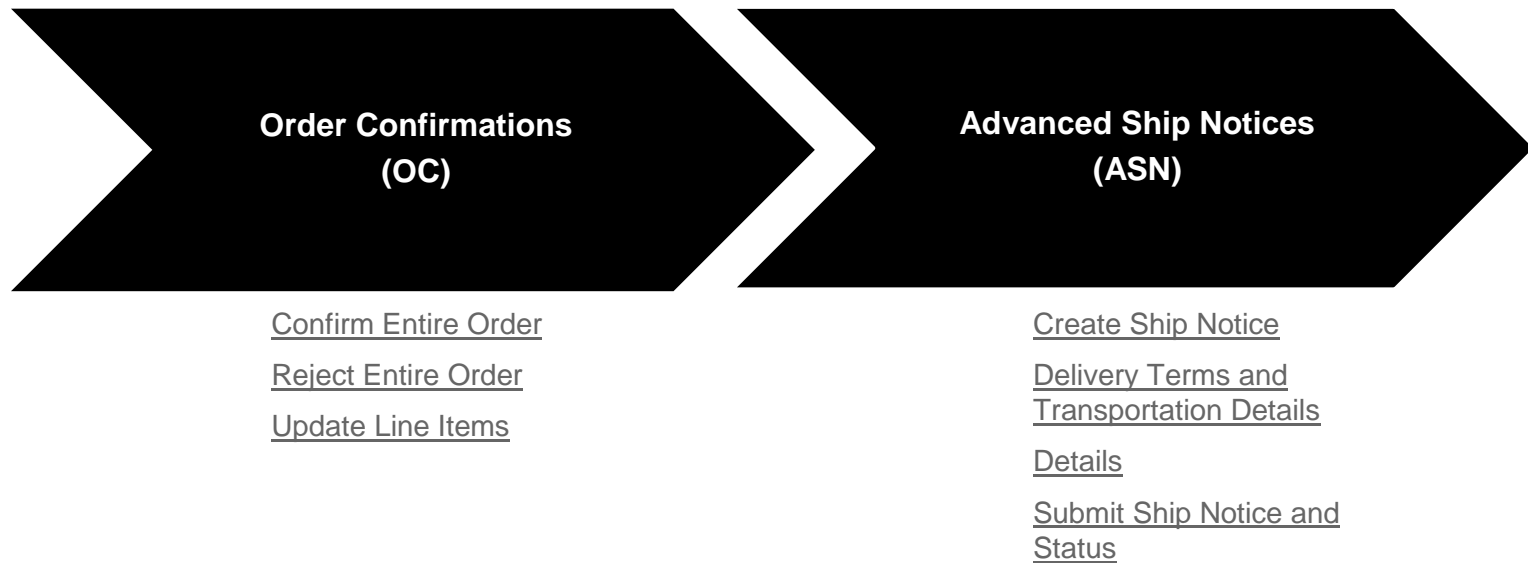 Order Confirmations
(OC)
Confirm Entire Order
Reject Entire Order
Update Line Items
Advanced Ship Notices
(ASN)
Create Ship Notice
Delivery Terms and
Transportation Details
Details
Submit Ship Notice and
Status